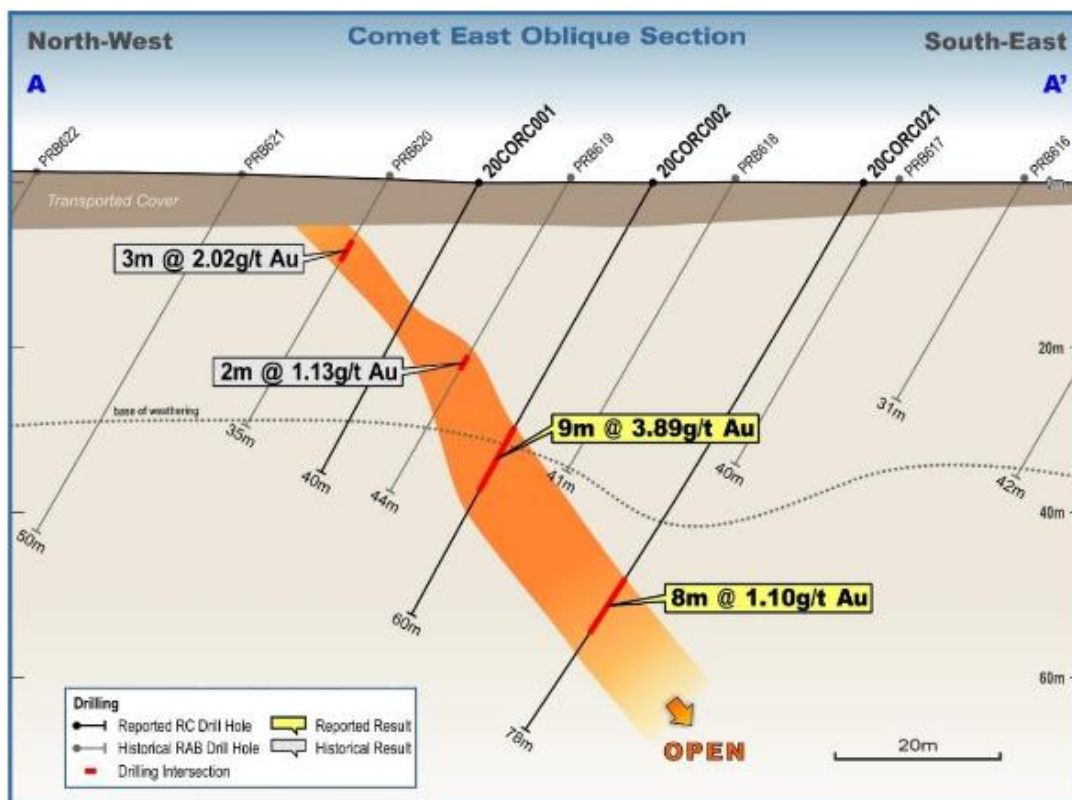 Comet East Oblique Section
North-West
South-East
A
A'
PRB622
PRB621
PRB620
20CORC001
PRB619
20CORC002
PRB618
20CORC021
PRB617
PRB616
0m
Transported Cover
3m @ 2.02g/t Au
20m
2m @ 1.13g/t Au
31m
base of weathering
9m @ 3.89g/t Au
35m
40m
44m
41m
40m
42m
40m
50m
8m @ 1.10g/t Au
60m
60m
78m
OPEN
Drilling
Reported RC Drill Hole
Reported Result
Historical RAB Drill Hole
Historical Result
Drilling Intersection
20m